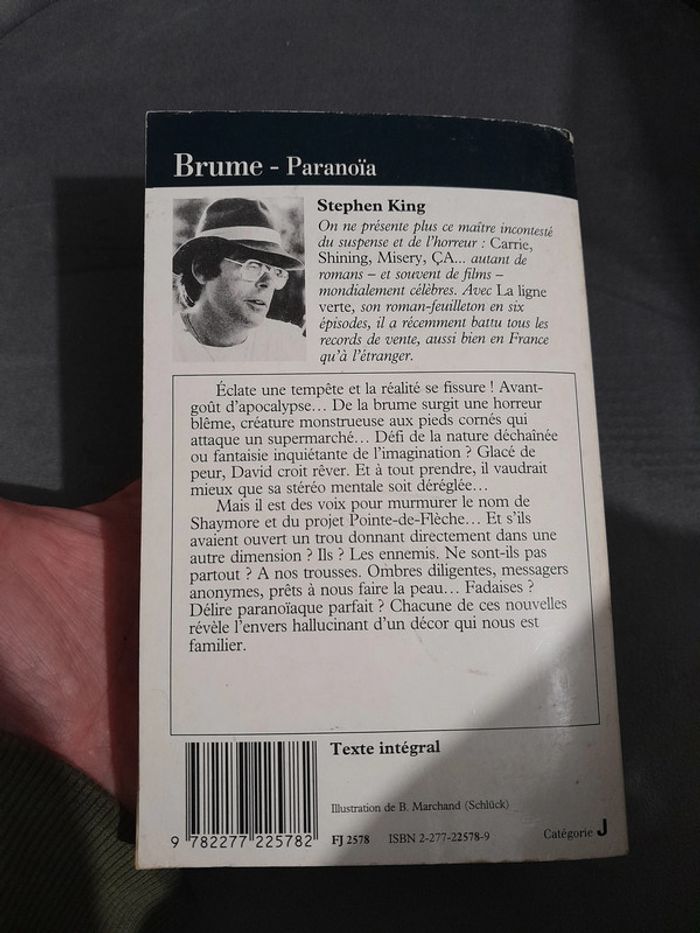 Brume - Paranoïa
Stephen King
On ne présente plus ce maître incontesté
du suspense et de l'horreur : Carrie,
Shining, Misery, ÇA... autant de
romans – et souvent de films –
mondialement célèbres. Avec La ligne
verte, son roman-feuilleton en six
épisodes, il a récemment battu tous les
records de vente, aussi bien en France
qu'à l'étranger.
Éclate une tempête et la réalité se fissure ! Avant-
goût d'apocalypse... De la brume surgit une horreur
blême, créature monstrueuse aux pieds cornés qui
attaque un supermarché... Défi de la nature déchaînée
ou fantaisie inquiétante de l'imagination ? Glacé de
peur, David croit rêver. Et à tout prendre, il vaudrait
mieux que sa stéréo mentale soit déréglée...
Mais il est des voix pour murmurer le nom de
Shaymore et du projet Pointe-de-Flèche... Et s'ils
avaient ouvert un trou donnant directement dans une
autre dimension ? Ils ? Les ennemis. Ne sont-ils pas
partout ? A nos trousses. Ombres diligentes, messagers
anonymes, prêts à nous faire la peau... Fadaises ?
Délire paranoïaque parfait ? Chacune de ces nouvelles
révèle l'envers hallucinant d'un décor qui nous est
familier.
Texte intégral
Illustration de B. Marchand (Schlück)
9 782277 225782 FJ 2578 ISBN 2-277-22578-9 Catégorie J